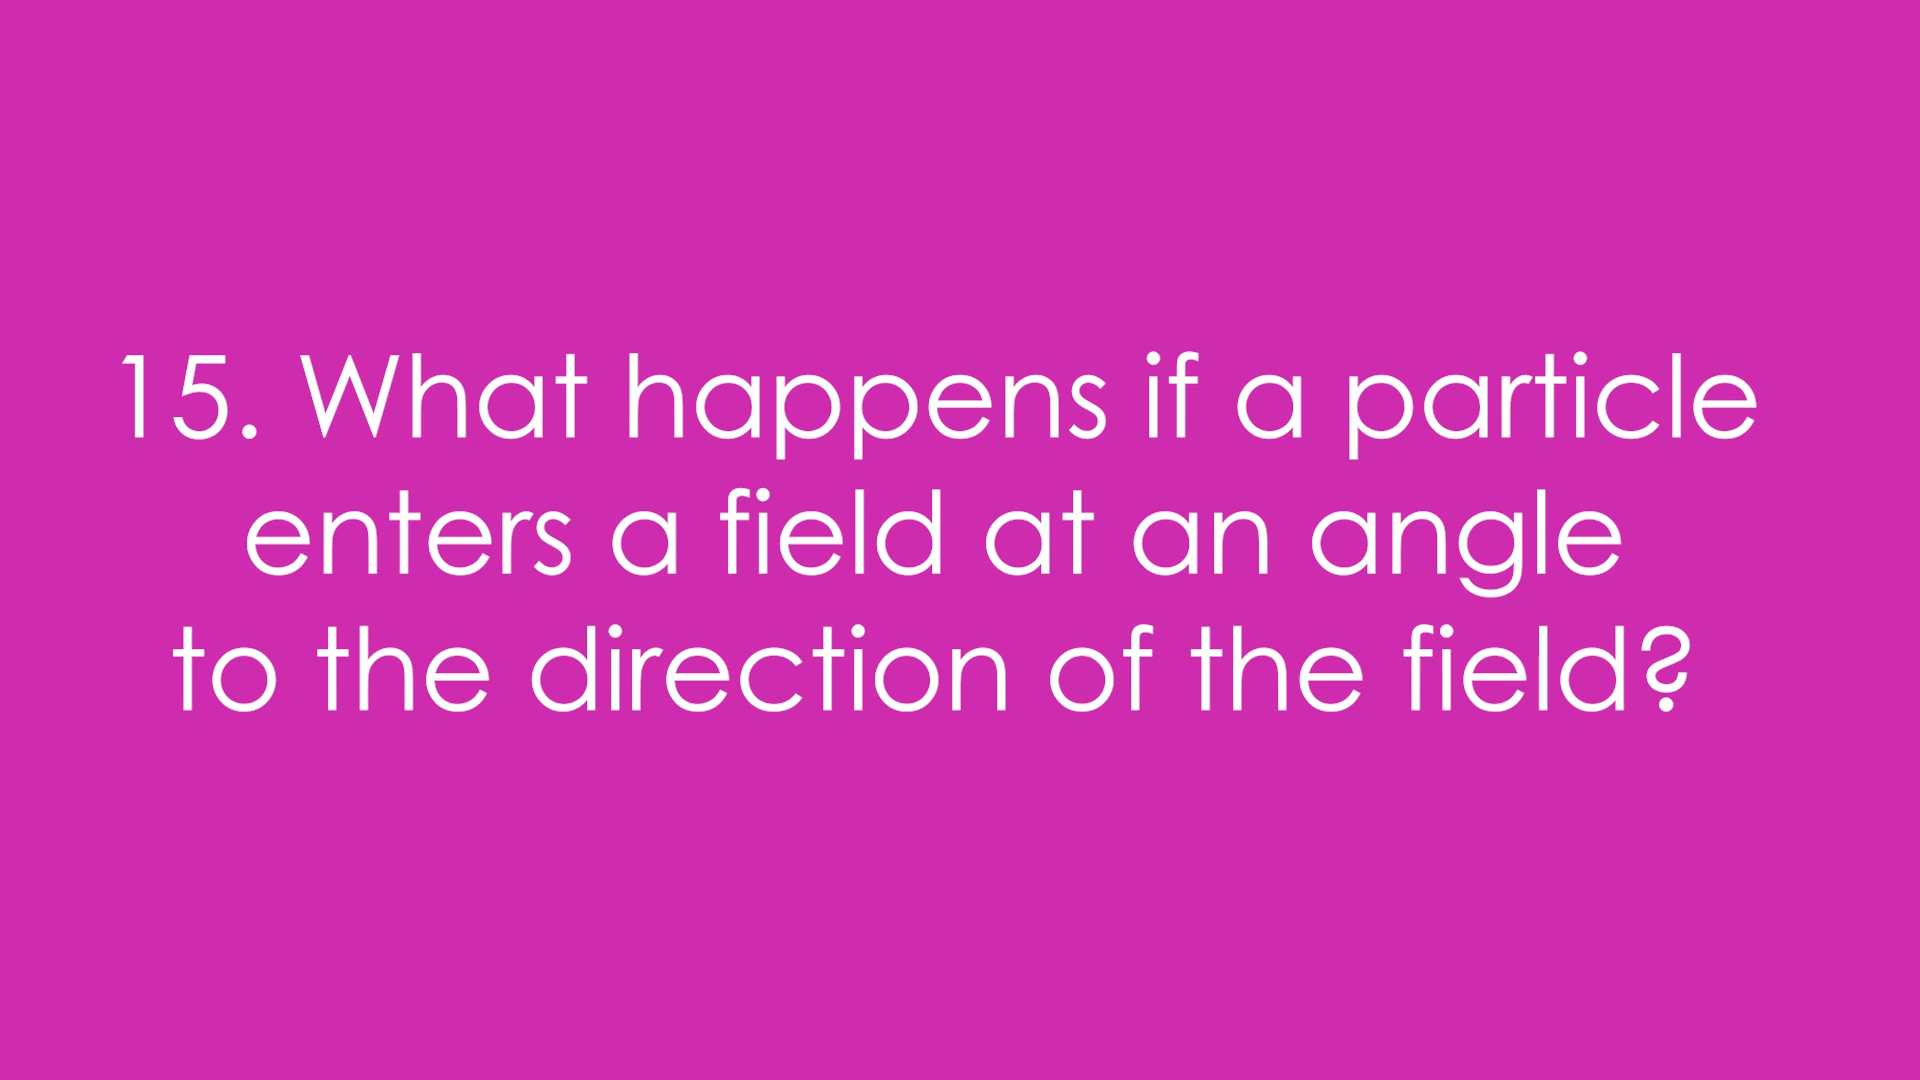 15. What happens if a particle
enters a field at an angle
to the direction of the field?